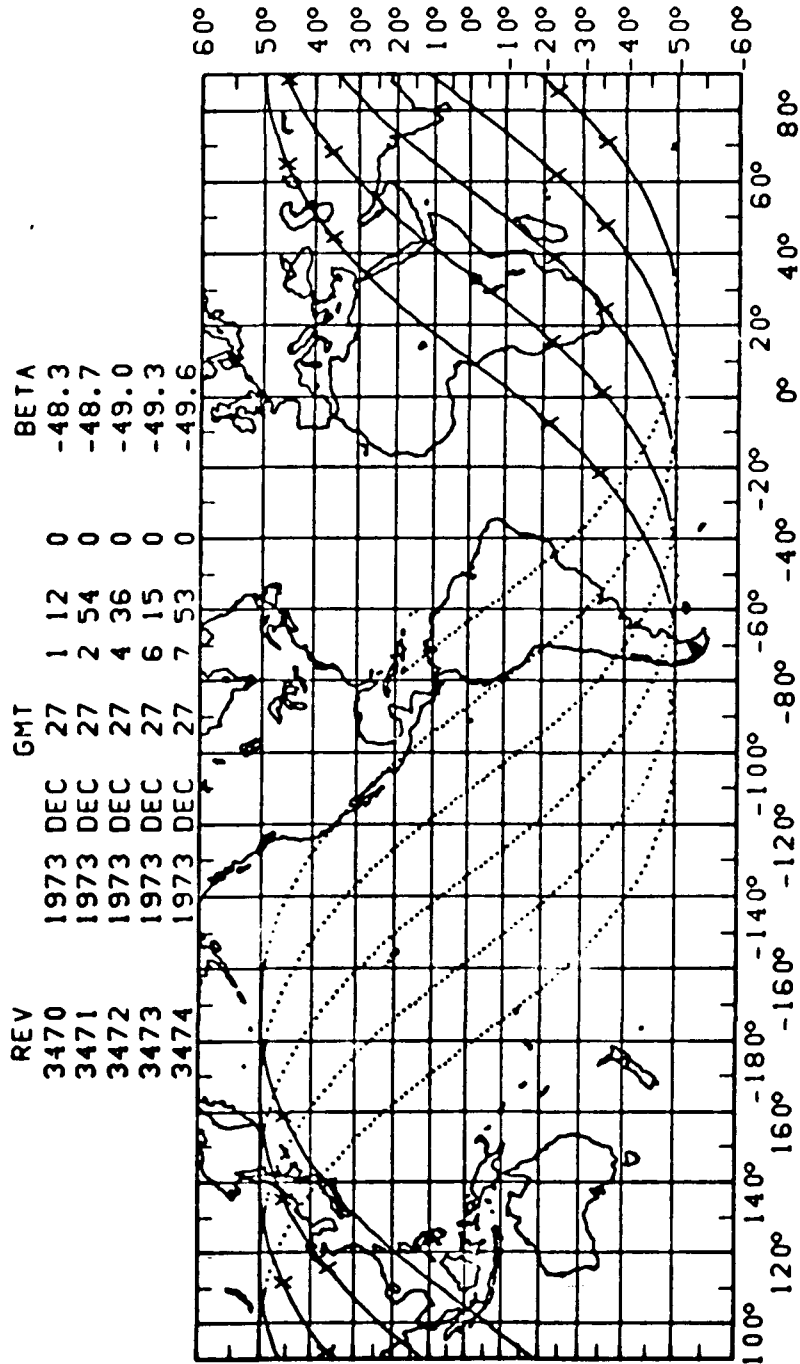 REV GMT BETA
3470 1973 DEC 27 1 12 0 -48.3
3471 1973 DEC 27 2 54 0 -48.7
3472 1973 DEC 27 4 36 0 -49.0
3473 1973 DEC 27 6 15 0 -49.3
3474 1973 DEC 27 7 53 0 -49.6
60°
50°
40°
30°
20°
10°
0°
-10°
-20°
-30°
-40°
-50°
-60°
100° 120° 140° 160° -180° -160° -140° -120° -100° -80° -60° -40° -20° 0° 20° 40° 60° 80°